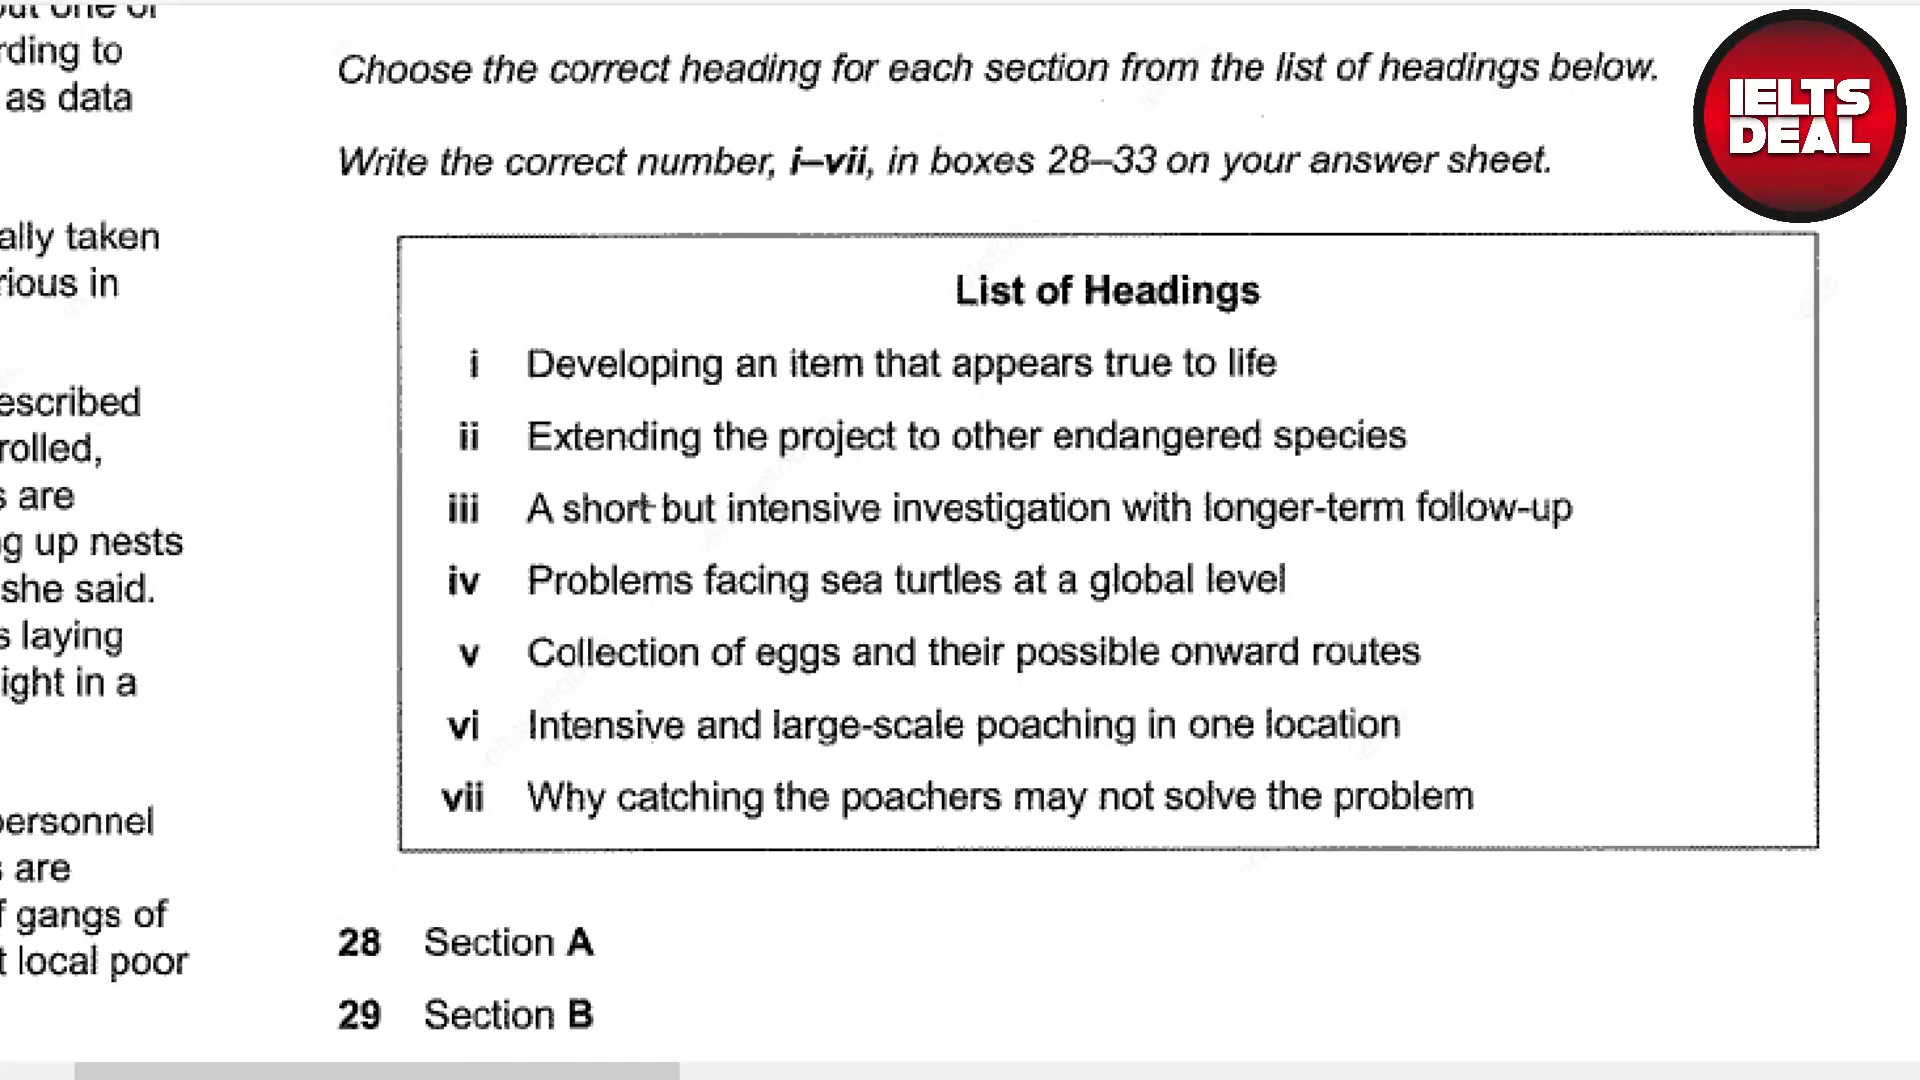 rding to
as data
ally taken
rious in
escribed
rolled,
s are
ng up nests
she said.
s laying
ight in a
personnel
s are
f gangs of
t local poor
Choose the correct heading for each section from the list of headings below.
Write the correct number, i–vii, in boxes 28–33 on your answer sheet.
List of Headings
i Developing an item that appears true to life
ii Extending the project to other endangered species
iii A short but intensive investigation with longer-term follow-up
iv Problems facing sea turtles at a global level
v Collection of eggs and their possible onward routes
vi Intensive and large-scale poaching in one location
vii Why catching the poachers may not solve the problem
28 Section A
29 Section B
IELTS
DEAL